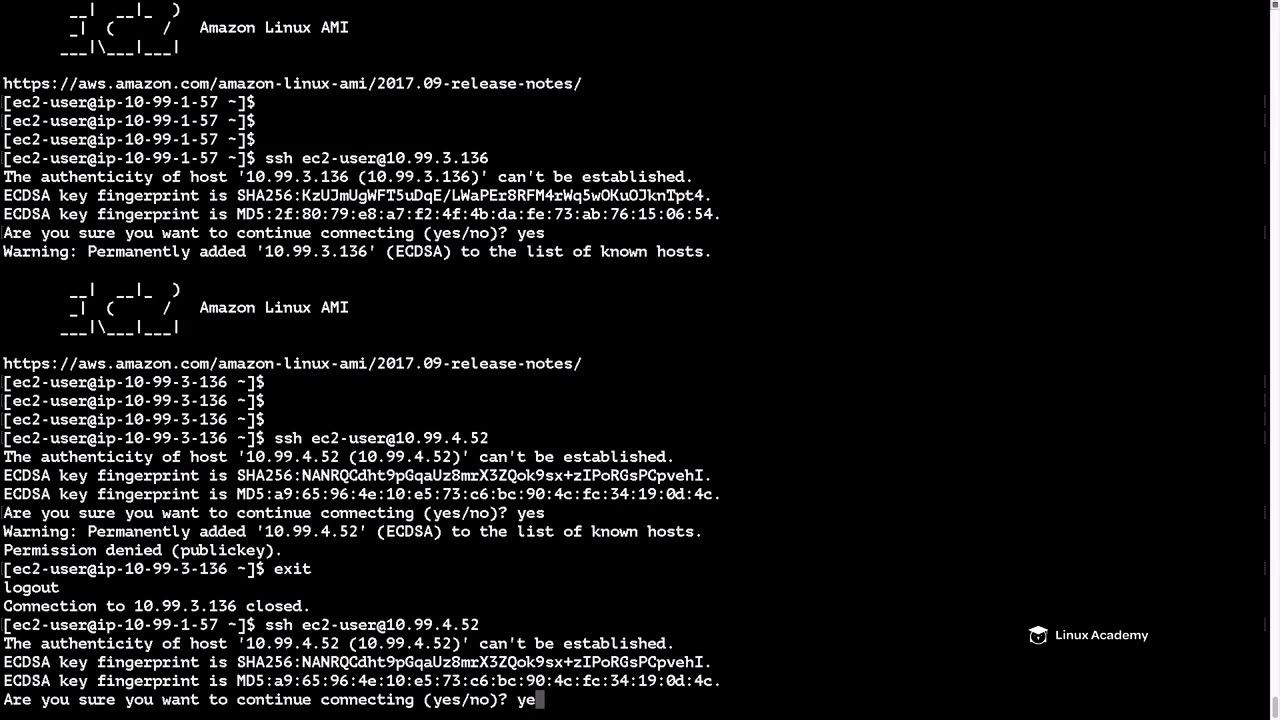 __|  __|_  )
_|  (     /   Amazon Linux AMI
___|\___|___|
https://aws.amazon.com/amazon-linux-ami/2017.09-release-notes/
[ec2-user@ip-10-99-1-57 ~]$
[ec2-user@ip-10-99-1-57 ~]$
[ec2-user@ip-10-99-1-57 ~]$
[ec2-user@ip-10-99-1-57 ~]$ ssh ec2-user@10.99.3.136
The authenticity of host '10.99.3.136 (10.99.3.136)' can't be established.
ECDSA key fingerprint is SHA256:KzUJmUgWFT5uDqE/LWaPEr8RFM4rWq5wOKuOJknTpt4.
ECDSA key fingerprint is MD5:2f:80:79:e8:a7:f2:4f:4b:da:fe:73:ab:76:15:06:54.
Are you sure you want to continue connecting (yes/no)? yes
Warning: Permanently added '10.99.3.136' (ECDSA) to the list of known hosts.
__|  __|_  )
_|  (     /   Amazon Linux AMI
___|\___|___|
https://aws.amazon.com/amazon-linux-ami/2017.09-release-notes/
[ec2-user@ip-10-99-3-136 ~]$
[ec2-user@ip-10-99-3-136 ~]$
[ec2-user@ip-10-99-3-136 ~]$
[ec2-user@ip-10-99-3-136 ~]$ ssh ec2-user@10.99.4.52
The authenticity of host '10.99.4.52 (10.99.4.52)' can't be established.
ECDSA key fingerprint is SHA256:NANRQCdht9pGqaUz8mrX3ZQok9sx+zIPoRGsPCpvehI.
ECDSA key fingerprint is MD5:a9:65:96:4e:10:e5:73:c6:bc:90:4c:fc:34:19:0d:4c.
Are you sure you want to continue connecting (yes/no)? yes
Warning: Permanently added '10.99.4.52' (ECDSA) to the list of known hosts.
Permission denied (publickey).
[ec2-user@ip-10-99-3-136 ~]$ exit
logout
Connection to 10.99.3.136 closed.
[ec2-user@ip-10-99-1-57 ~]$ ssh ec2-user@10.99.4.52
The authenticity of host '10.99.4.52 (10.99.4.52)' can't be established.
ECDSA key fingerprint is SHA256:NANRQCdht9pGqaUz8mrX3ZQok9sx+zIPoRGsPCpvehI.
ECDSA key fingerprint is MD5:a9:65:96:4e:10:e5:73:c6:bc:90:4c:fc:34:19:0d:4c.
Are you sure you want to continue connecting (yes/no)? ye
Linux Academy